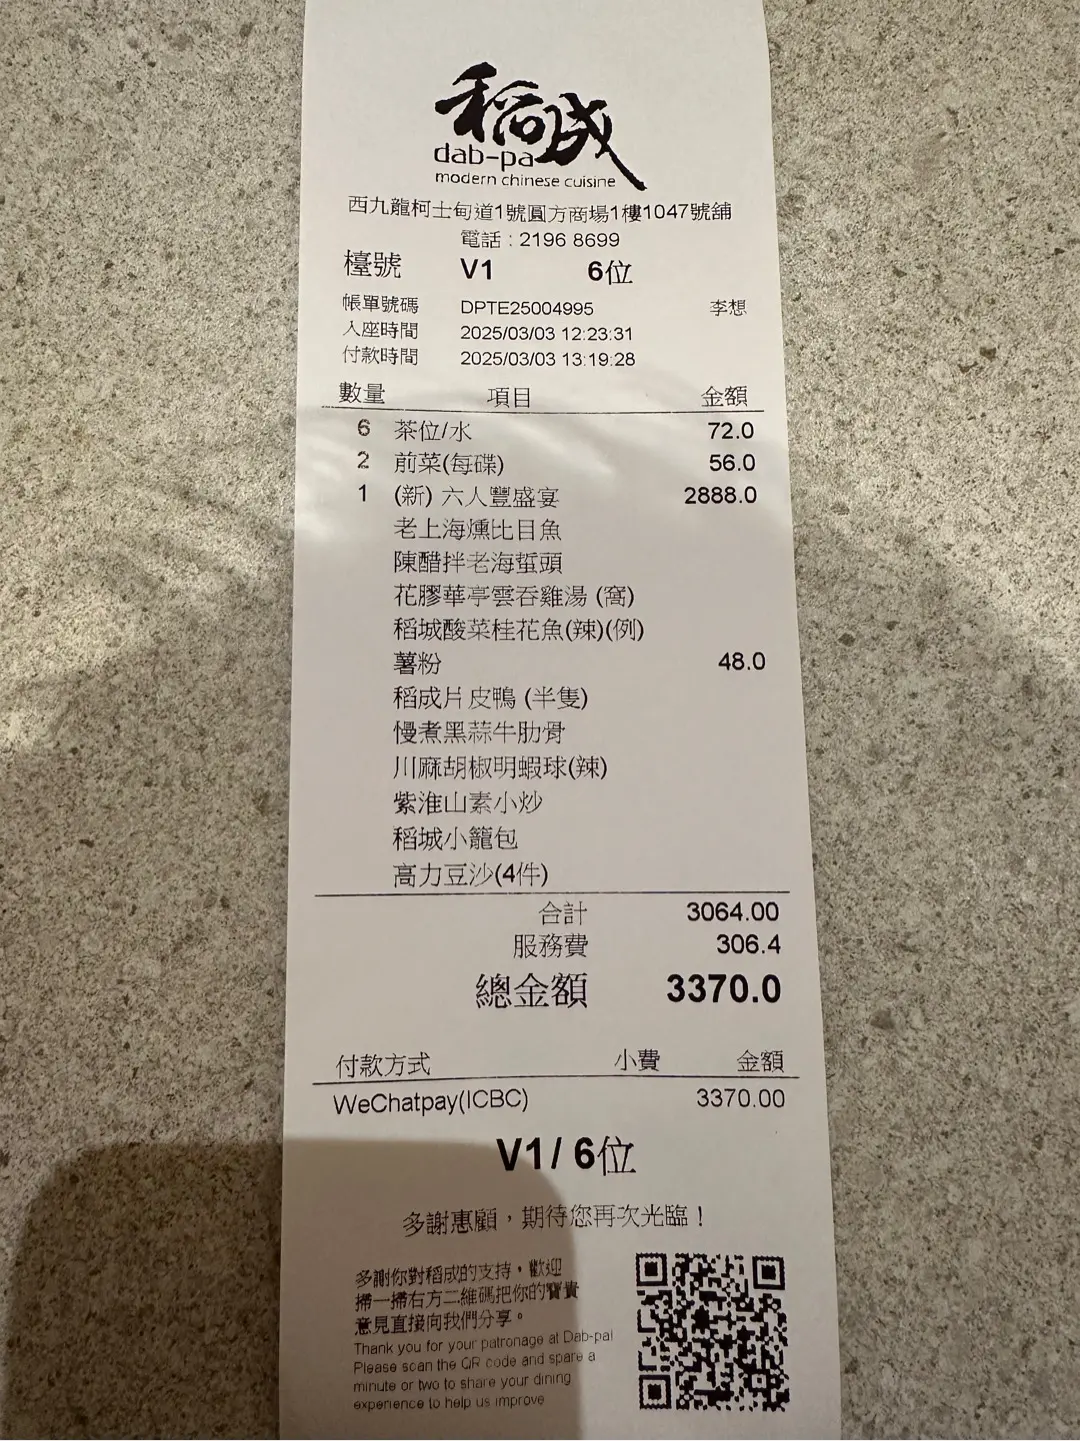 稻成
dab-pa
modern chinese cuisine
西九龍柯士甸道1號圓方商場1樓1047號舖
電話 : 2196 8699
檯號 V1 6位
帳單號碼 DPTE25004995 李想
入座時間 2025/03/03 12:23:31
付款時間 2025/03/03 13:19:28
數量 項目 金額
6 茶位/水 72.0
2 前菜(每碟) 56.0
1 (新) 六人豐盛宴 2888.0
老上海燻比目魚
陳醋拌老海蜇頭
花膠華亭雲吞雞湯 (窩)
稻城酸菜桂花魚(辣)(例)
薯粉 48.0
稻成片皮鴨 (半隻)
慢煮黑蒜牛肋骨
川麻胡椒明蝦球(辣)
紫淮山素小炒
稻城小籠包
高力豆沙(4件)
合計 3064.00
服務費 306.4
總金額 3370.0
付款方式 小費 金額
WeChatpay(ICBC) 3370.00
V1/ 6位
多謝惠顧，期待您再次光臨！
多謝你對稻成的支持，歡迎
掃一掃右方二維碼把你的寶貴
意見直接向我們分享。
Thank you for your patronage at Dab-pa!
Please scan the QR code and spare a
minute or two to share your dining
experience to help us improve